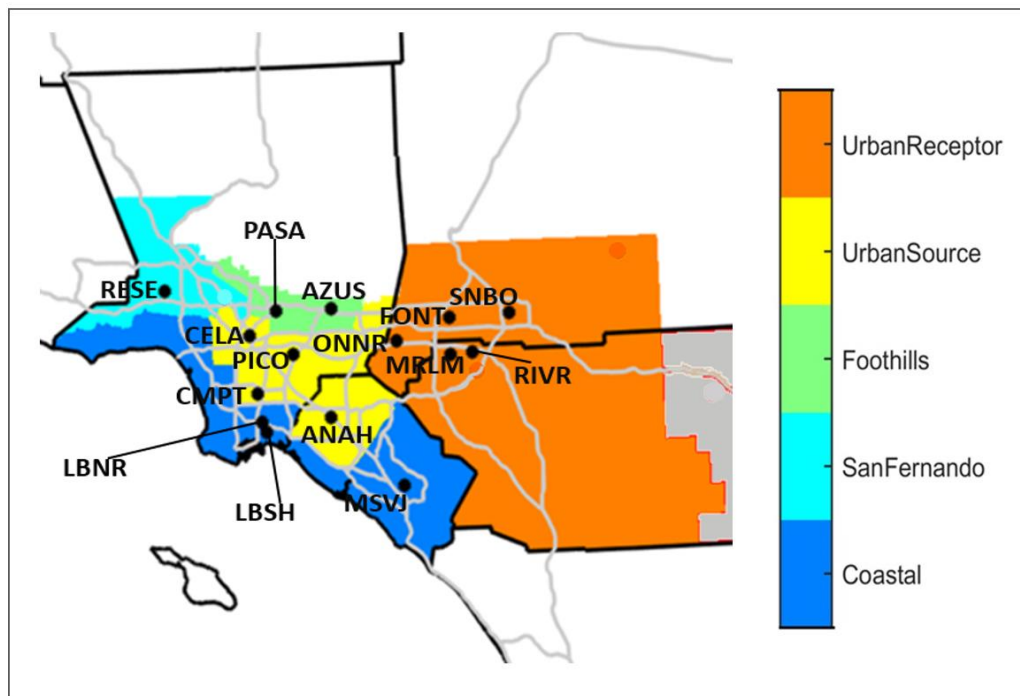 PASA
RESE
AZUS
SNBO
FONT
CELA
ONNR
PICO
MRLM
RIVR
CMPT
ANAH
LBNR
MSVJ
LBSH
UrbanReceptor
UrbanSource
Foothills
SanFernando
Coastal